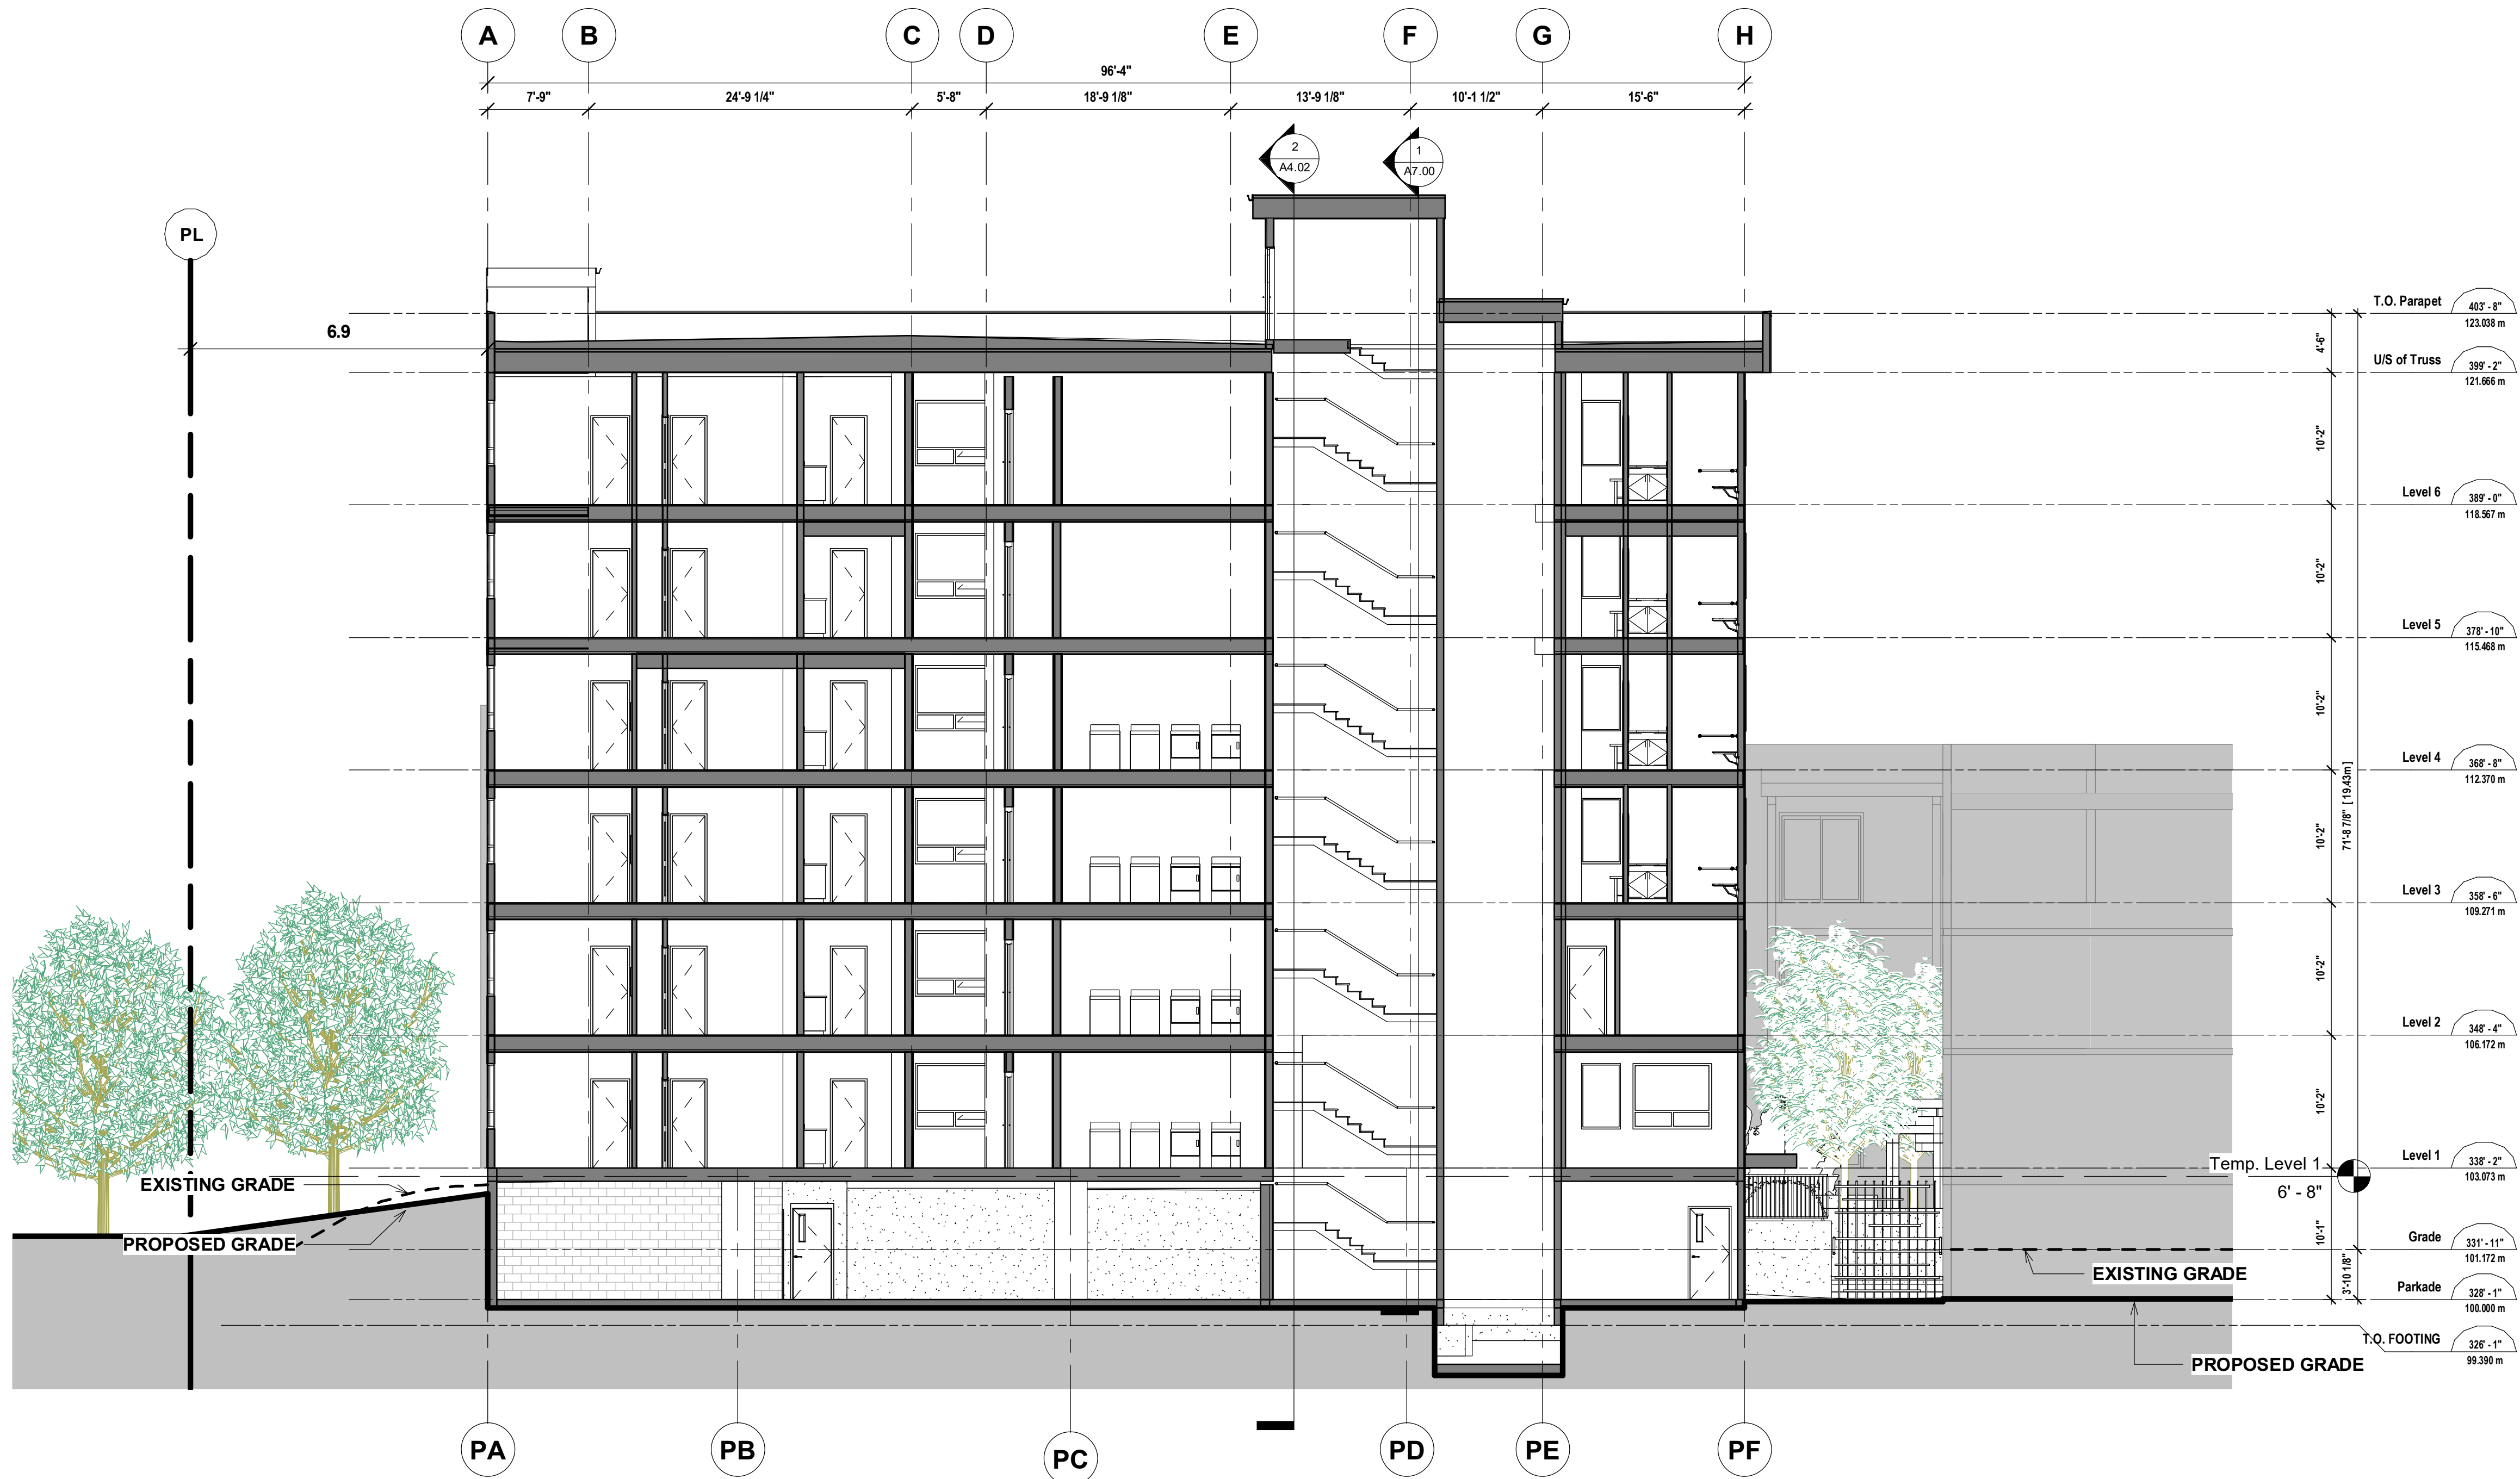 A B C D E F G H
96'-4"
7'-9" 24'-9 1/4" 5'-8" 18'-9 1/8" 13'-9 1/8" 10'-1 1/2" 15'-6"
2
A4.02
1
A7.00
PL
6.9
T.O. Parapet 403' - 8"
123.038 m
4'-6"
U/S of Truss 399' - 2"
121.666 m
10'-2"
Level 6 389' - 0"
118.567 m
10'-2"
Level 5 378' - 10"
115.468 m
10'-2"
Level 4 368' - 8"
112.370 m
71'-8 7/8" [ 19.43m ]
10'-2"
Level 3 358' - 6"
109.271 m
10'-2"
Level 2 348' - 4"
106.172 m
10'-2"
Level 1 338' - 2"
103.073 m
Temp. Level 1
6' - 8"
EXISTING GRADE
PROPOSED GRADE
10'-1"
Grade 331' - 11"
101.172 m
EXISTING GRADE
3'-10 1/8"
Parkade 328' - 1"
100.000 m
T.O. FOOTING 326' - 1"
99.390 m
PROPOSED GRADE
PA PB PC PD PE PF